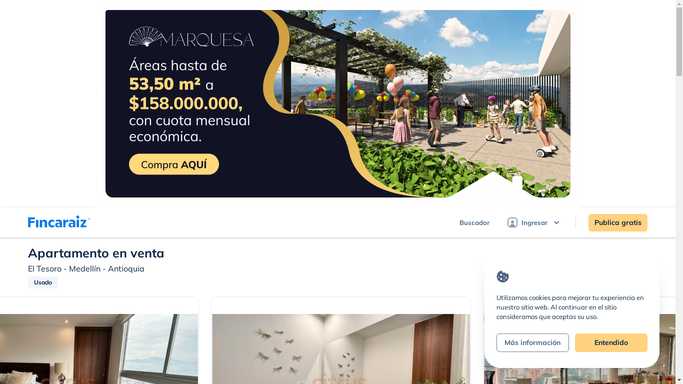 MARQUESA
Áreas hasta de
53,50 m² a
$158.000.000,
con cuota mensual
económica.
Compra AQUÍ
Fincaraiz
Buscador
Ingresar
Publica gratis
Apartamento en venta
El Tesoro - Medellín - Antioquia
Usado
Utilizamos cookies para mejorar tu experiencia en
nuestro sitio web. Al continuar en el sitio
consideramos que aceptas su uso.
Más información
Entendido